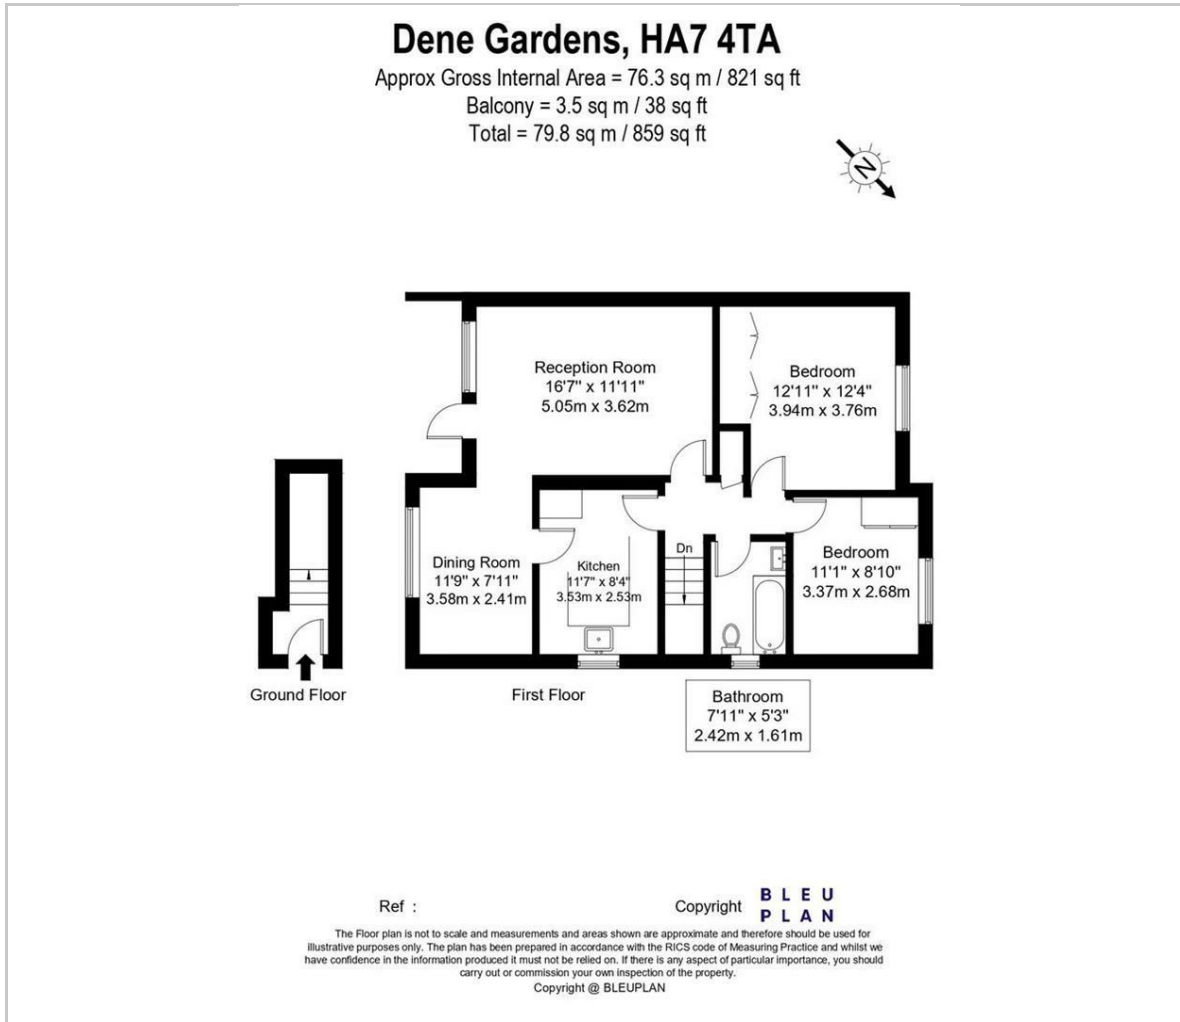 Dene Gardens, HA7 4TA
Approx Gross Internal Area = 76.3 sq m / 821 sq ft
Balcony = 3.5 sq m / 38 sq ft
Total = 79.8 sq m / 859 sq ft
N
Reception Room
16'7" x 11'11"
5.05m x 3.62m
Bedroom
12'11" x 12'4"
3.94m x 3.76m
Dining Room
11'9" x 7'11"
3.58m x 2.41m
Kitchen
11'7" x 8'4"
3.53m x 2.53m
Dn
Bedroom
11'1" x 8'10"
3.37m x 2.68m
Ground Floor
First Floor
Bathroom
7'11" x 5'3"
2.42m x 1.61m
Ref :
Copyright
BLEU
PLAN
The Floor plan is not to scale and measurements and areas shown are approximate and therefore should be used for
illustrative purposes only. The plan has been prepared in accordance with the RICS code of Measuring Practice and whilst we
have confidence in the information produced it must not be relied on. If there is any aspect of particular importance, you should
carry out or commission your own inspection of the property.
Copyright @ BLEUPLAN